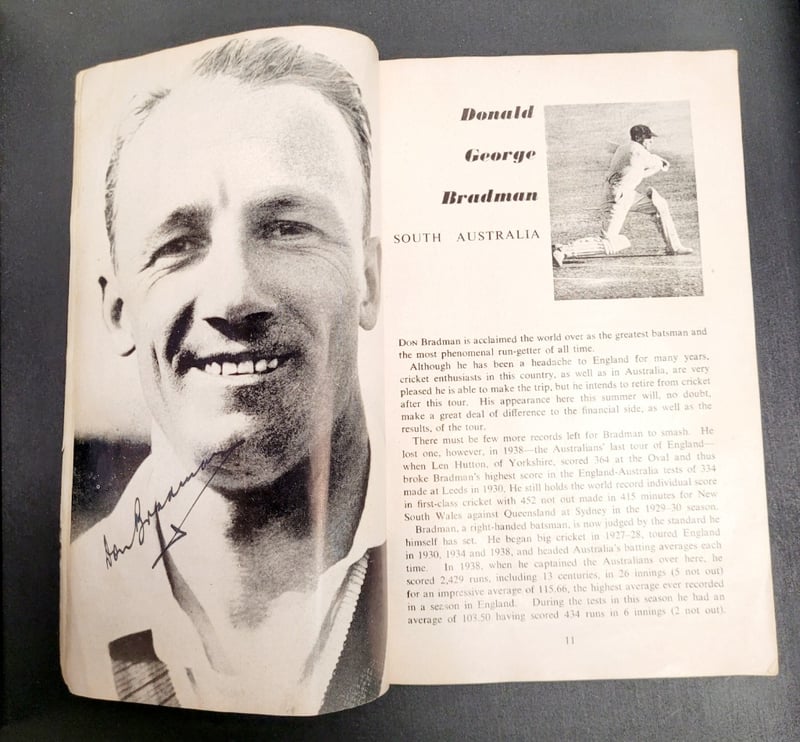 Don Bradman
Donald
George
Bradman
SOUTH AUSTRALIA
DON Bradman is acclaimed the world over as the greatest batsman and
the most phenomenal run-getter of all time.
Although he has been a headache to England for many years,
cricket enthusiasts in this country, as well as in Australia, are very
pleased he is able to make the trip, but he intends to retire from cricket
after this tour. His appearance here this summer will, no doubt,
make a great deal of difference to the financial side, as well as the
results, of the tour.
There must be few more records left for Bradman to smash. He
lost one, however, in 1938—the Australians' last tour of England—
when Len Hutton, of Yorkshire, scored 364 at the Oval and thus
broke Bradman's highest score in the England-Australia tests of 334
made at Leeds in 1930. He still holds the world record individual score
in first-class cricket with 452 not out made in 415 minutes for New
South Wales against Queensland at Sydney in the 1929-30 season.
Bradman, a right-handed batsman, is now judged by the standard he
himself has set. He began big cricket in 1927-28, toured England
in 1930, 1934 and 1938, and headed Australia's batting averages each
time. In 1938, when he captained the Australians over here, he
scored 2,429 runs, including 13 centuries, in 26 innings (5 not out)
for an impressive average of 115.66, the highest average ever recorded
in a season in England. During the tests in this season he had an
average of 108.50 having scored 434 runs in 6 innings (2 not out).
11